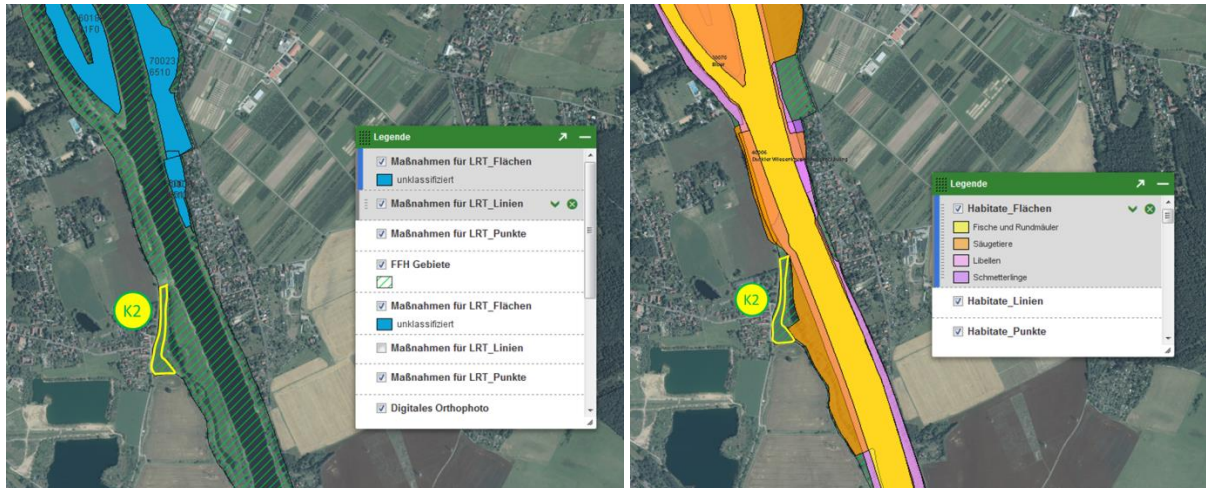 70023
6510
K2
Legende
Maßnahmen für LRT_Flächen
unklassifiziert
Maßnahmen für LRT_Linien
Maßnahmen für LRT_Punkte
FFH Gebiete
Maßnahmen für LRT_Flächen
unklassifiziert
Maßnahmen für LRT_Linien
Maßnahmen für LRT_Punkte
Digitales Orthophoto
K2
Legende
Habitate_Flächen
Fische und Rundmäuler
Säugetiere
Libellen
Schmetterlinge
Habitate_Linien
Habitate_Punkte